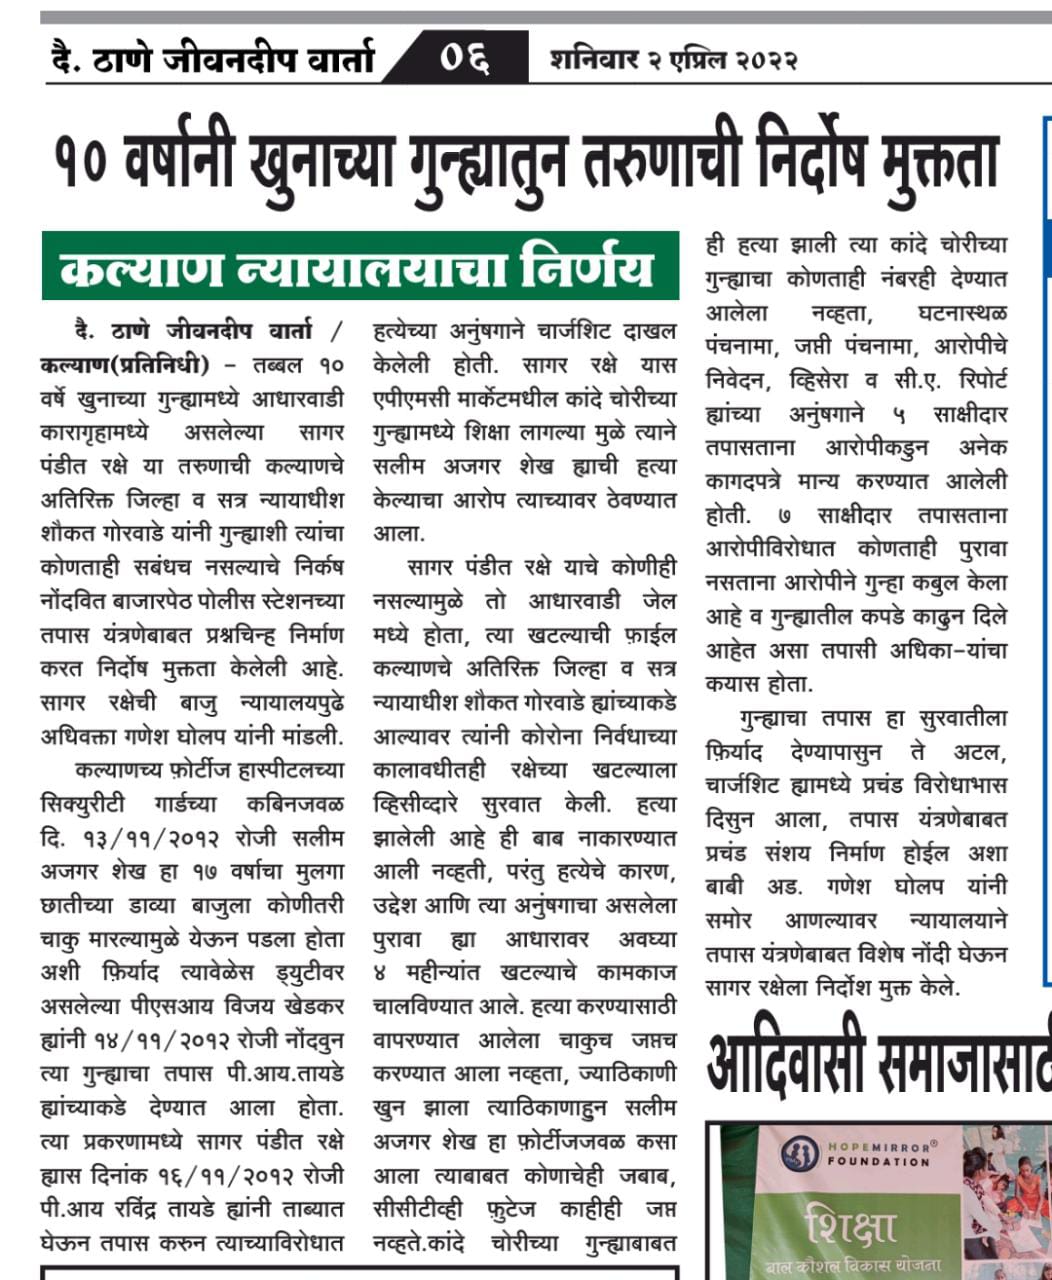 दै. ठाणे जीवनदीप वार्ता ०६ शनिवार २ एप्रिल २०२२
१० वर्षांनी खुनाच्या गुन्ह्यातुन तरुणाची निर्दोष मुक्तता
कल्याण न्यायालयाचा निर्णय
दै. ठाणे जीवनदीप वार्ता /
कल्याण(प्रतिनिधी) – तब्बल १०
वर्षे खुनाच्या गुन्ह्यामध्ये आधारवाडी
कारागृहामध्ये असलेल्या सागर
पंडीत रक्षे या तरुणाची कल्याणचे
अतिरिक्त जिल्हा व सत्र न्यायाधीश
शौकत गोरवाडे यांनी गुन्ह्याशी त्यांचा
कोणताही सबंधच नसल्याचे निर्कष
नोंदवित बाजारपेठ पोलीस स्टेशनच्या
तपास यंत्रणेबाबत प्रश्नचिन्ह निर्माण
करत निर्दोष मुक्तता केलेली आहे.
सागर रक्षेची बाजु न्यायालयपुढे
अधिवक्ता गणेश घोलप यांनी मांडली.
कल्याणच्य फ़ोर्टीज हास्पीटलच्या
सिक्युरीटी गार्डच्या कबिनजवळ
दि. १३/११/२०१२ रोजी सलीम
अजगर शेख हा १७ वर्षाचा मुलगा
छातीच्या डाव्या बाजुला कोणीतरी
चाकु मारल्यामुळे येऊन पडला होता
अशी फ़िर्याद त्यावेळेस ड्युटीवर
असलेल्या पीएसआय विजय खेडकर
ह्यांनी १४/११/२०१२ रोजी नोंदवुन
त्या गुन्ह्याचा तपास पी.आय.तायडे
ह्यांच्याकडे देण्यात आला होता.
त्या प्रकरणामध्ये सागर पंडीत रक्षे
ह्यास दिनांक १६/११/२०१२ रोजी
पी.आय रविंद्र तायडे ह्यांनी ताब्यात
घेऊन तपास करुन त्याच्याविरोधात
हत्येच्या अनुंषगाने चार्जशिट दाखल
केलेली होती. सागर रक्षे यास
एपीएमसी मार्केटमधील कांदे चोरीच्या
गुन्ह्यामध्ये शिक्षा लागल्या मुळे त्याने
सलीम अजगर शेख ह्याची हत्या
केल्याचा आरोप त्याच्यावर ठेवण्यात
आला.
सागर पंडीत रक्षे याचे कोणीही
नसल्यामुळे तो आधारवाडी जेल
मध्ये होता, त्या खटल्याची फ़ाईल
कल्याणचे अतिरिक्त जिल्हा व सत्र
न्यायाधीश शौकत गोरवाडे ह्यांच्याकडे
आल्यावर त्यांनी कोरोना निर्वधाच्या
कालावधीतही रक्षेच्या खटल्याला
व्हिसीव्दारे सुरवात केली. हत्या
झालेली आहे ही बाब नाकारण्यात
आली नव्हती, परंतु हत्येचे कारण,
उद्देश आणि त्या अनुंषगाचा असलेला
पुरावा ह्या आधारावर अवघ्या
४ महीन्यांत खटल्याचे कामकाज
चालविण्यात आले. हत्या करण्यासाठी
वापरण्यात आलेला चाकुच जप्तच
करण्यात आला नव्हता, ज्याठिकाणी
खुन झाला त्याठिकाणाहुन सलीम
अजगर शेख हा फ़ोर्टीजजवळ कसा
आला त्याबाबत कोणाचेही जबाब,
सीसीटीव्ही फ़ुटेज काहीही जप्त
नव्हते.कांदे चोरीच्या गुन्ह्याबाबत
ही हत्या झाली त्या कांदे चोरीच्या
गुन्ह्याचा कोणताही नंबरही देण्यात
आलेला नव्हता, घटनास्थळ
पंचनामा, जप्ती पंचनामा, आरोपीचे
निवेदन, व्हिसेरा व सी.ए. रिपोर्ट
ह्यांच्या अनुंषगाने ५ साक्षीदार
तपासताना आरोपीकडुन अनेक
कागदपत्रे मान्य करण्यात आलेली
होती. ७ साक्षीदार तपासताना
आरोपीविरोधात कोणताही पुरावा
नसताना आरोपीने गुन्हा कबुल केला
आहे व गुन्ह्यातील कपडे काढुन दिले
आहेत असा तपासी अधिका–यांचा
कयास होता.
गुन्ह्याचा तपास हा सुरवातीला
फ़िर्याद देण्यापासुन ते अटल,
चार्जशिट ह्यामध्ये प्रचंड विरोधाभास
दिसुन आला, तपास यंत्रणेबाबत
प्रचंड संशय निर्माण होईल अशा
बाबी अड. गणेश घोलप यांनी
समोर आणल्यावर न्यायालयाने
तपास यंत्रणेबाबत विशेष नोंदी घेऊन
सागर रक्षेला निर्दोश मुक्त केले.
आदिवासी समाजासाठी
HOPEMIRROR®
FOUNDATION
शिक्षा
बाल कौशल विकास योजना